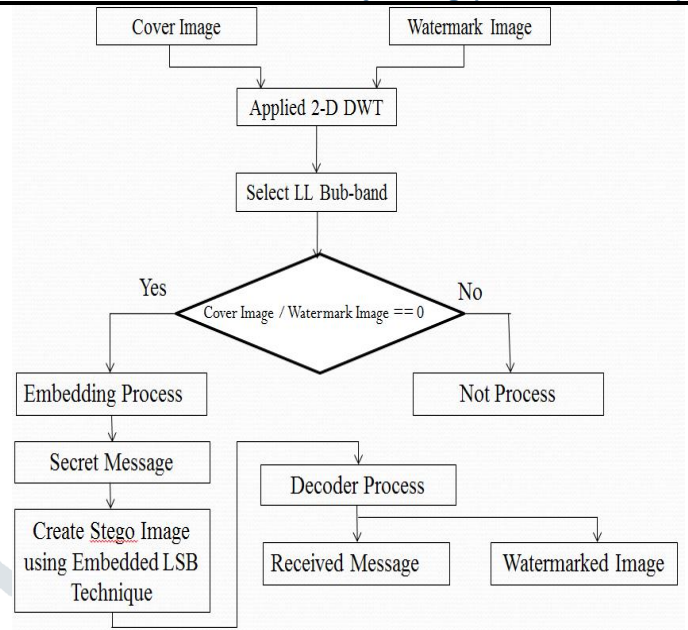 Cover Image
Watermark Image
Applied 2-D DWT
Select LL Bub-band
Yes
No
Cover Image / Watermark Image == 0
Embedding Process
Not Process
Secret Message
Decoder Process
Create Stego Image
using Embedded LSB
Technique
Received Message
Watermarked Image